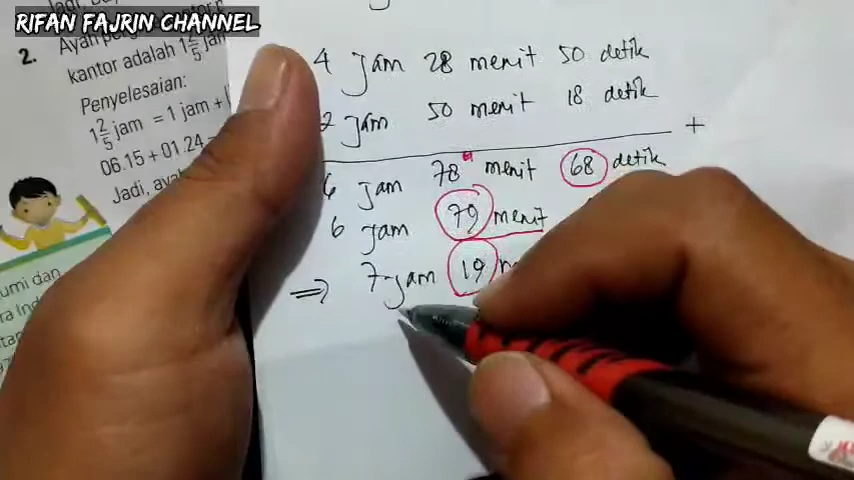 RIFAN FAJRIN CHANNEL
2.
kantor adalah 1 2/5 jam
Penyelesaian:
1 2/5 jam = 1 jam +
06.15 + 01.24 =
Jadi,
umi dan
4 jam 28 menit 50 detik
2 jam 50 menit 18 detik
+
6 jam 78 menit 68 detik
6 jam 79 menit
⇒ 7 jam 19